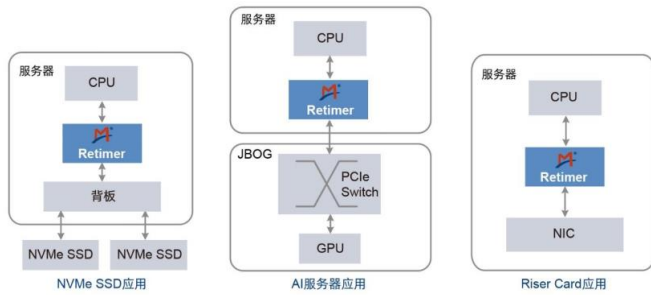 服务器
CPU
Retimer
背板
NVMe SSD
NVMe SSD
NVMe SSD应用
服务器
CPU
Retimer
JBOG
PCIe
Switch
GPU
AI服务器应用
服务器
CPU
Retimer
NIC
Riser Card应用